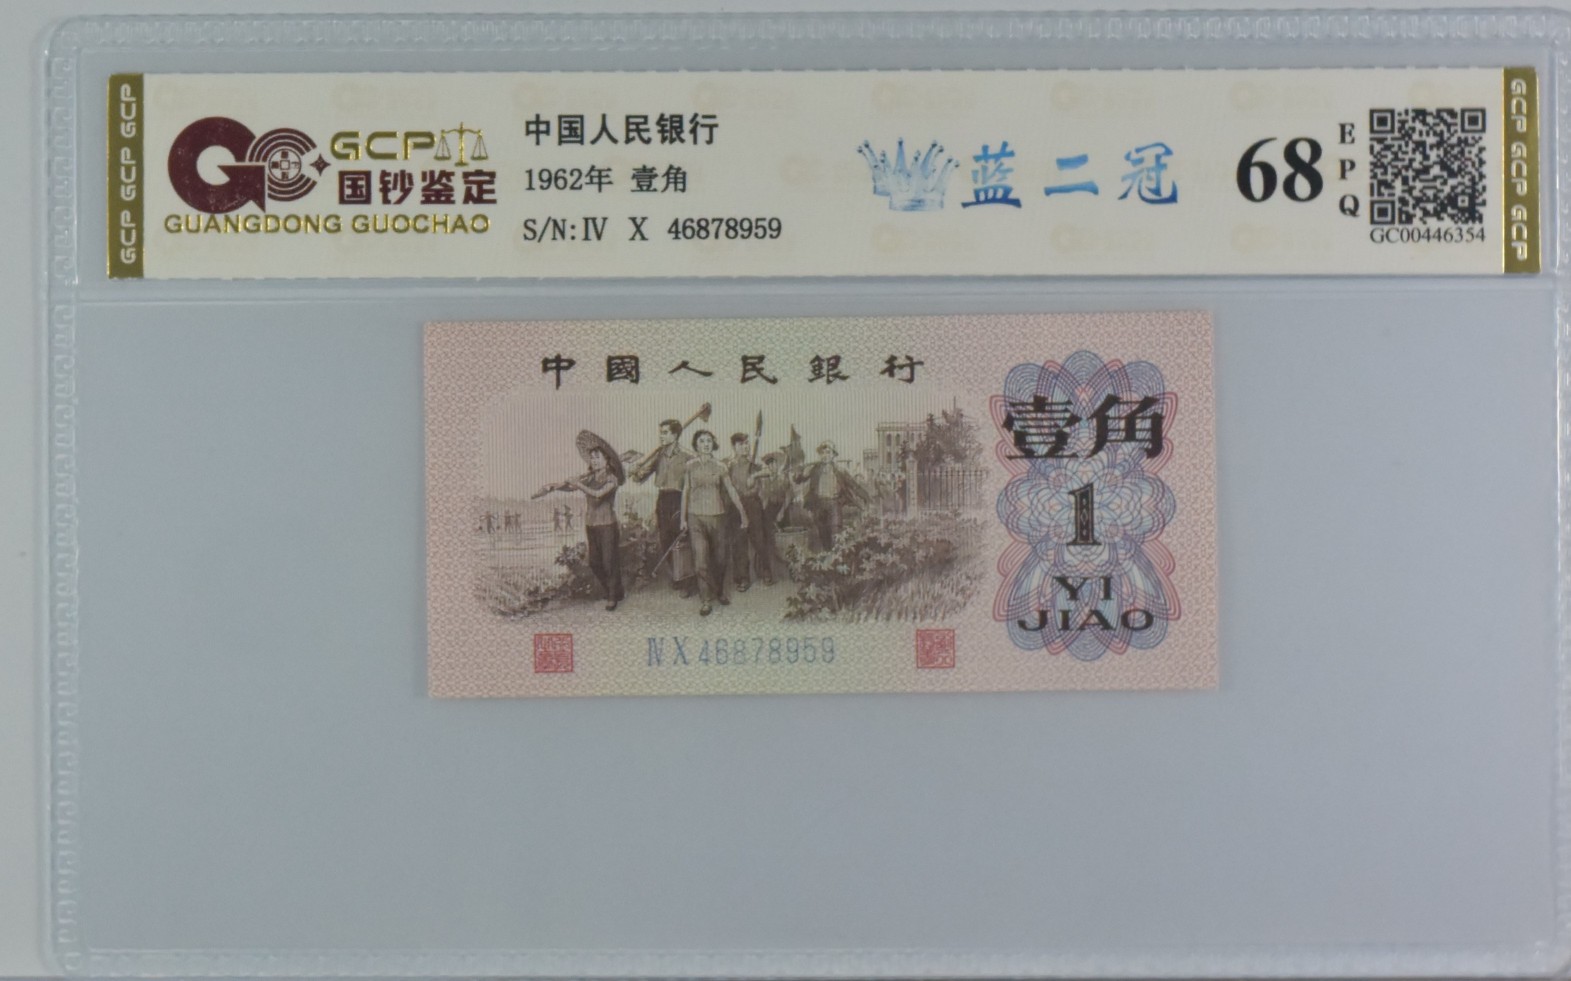 GCP GCP GCP
GCP
国钞鉴定
GUANGDONG GUOCHAO
中国人民银行
1962年 壹角
S/N: IV X 46878959
蓝二冠
68
EPQ
GC00446354
GCP GCP GCP
中國人民銀行
壹角
1
YI
JIAO
IV X 46878959